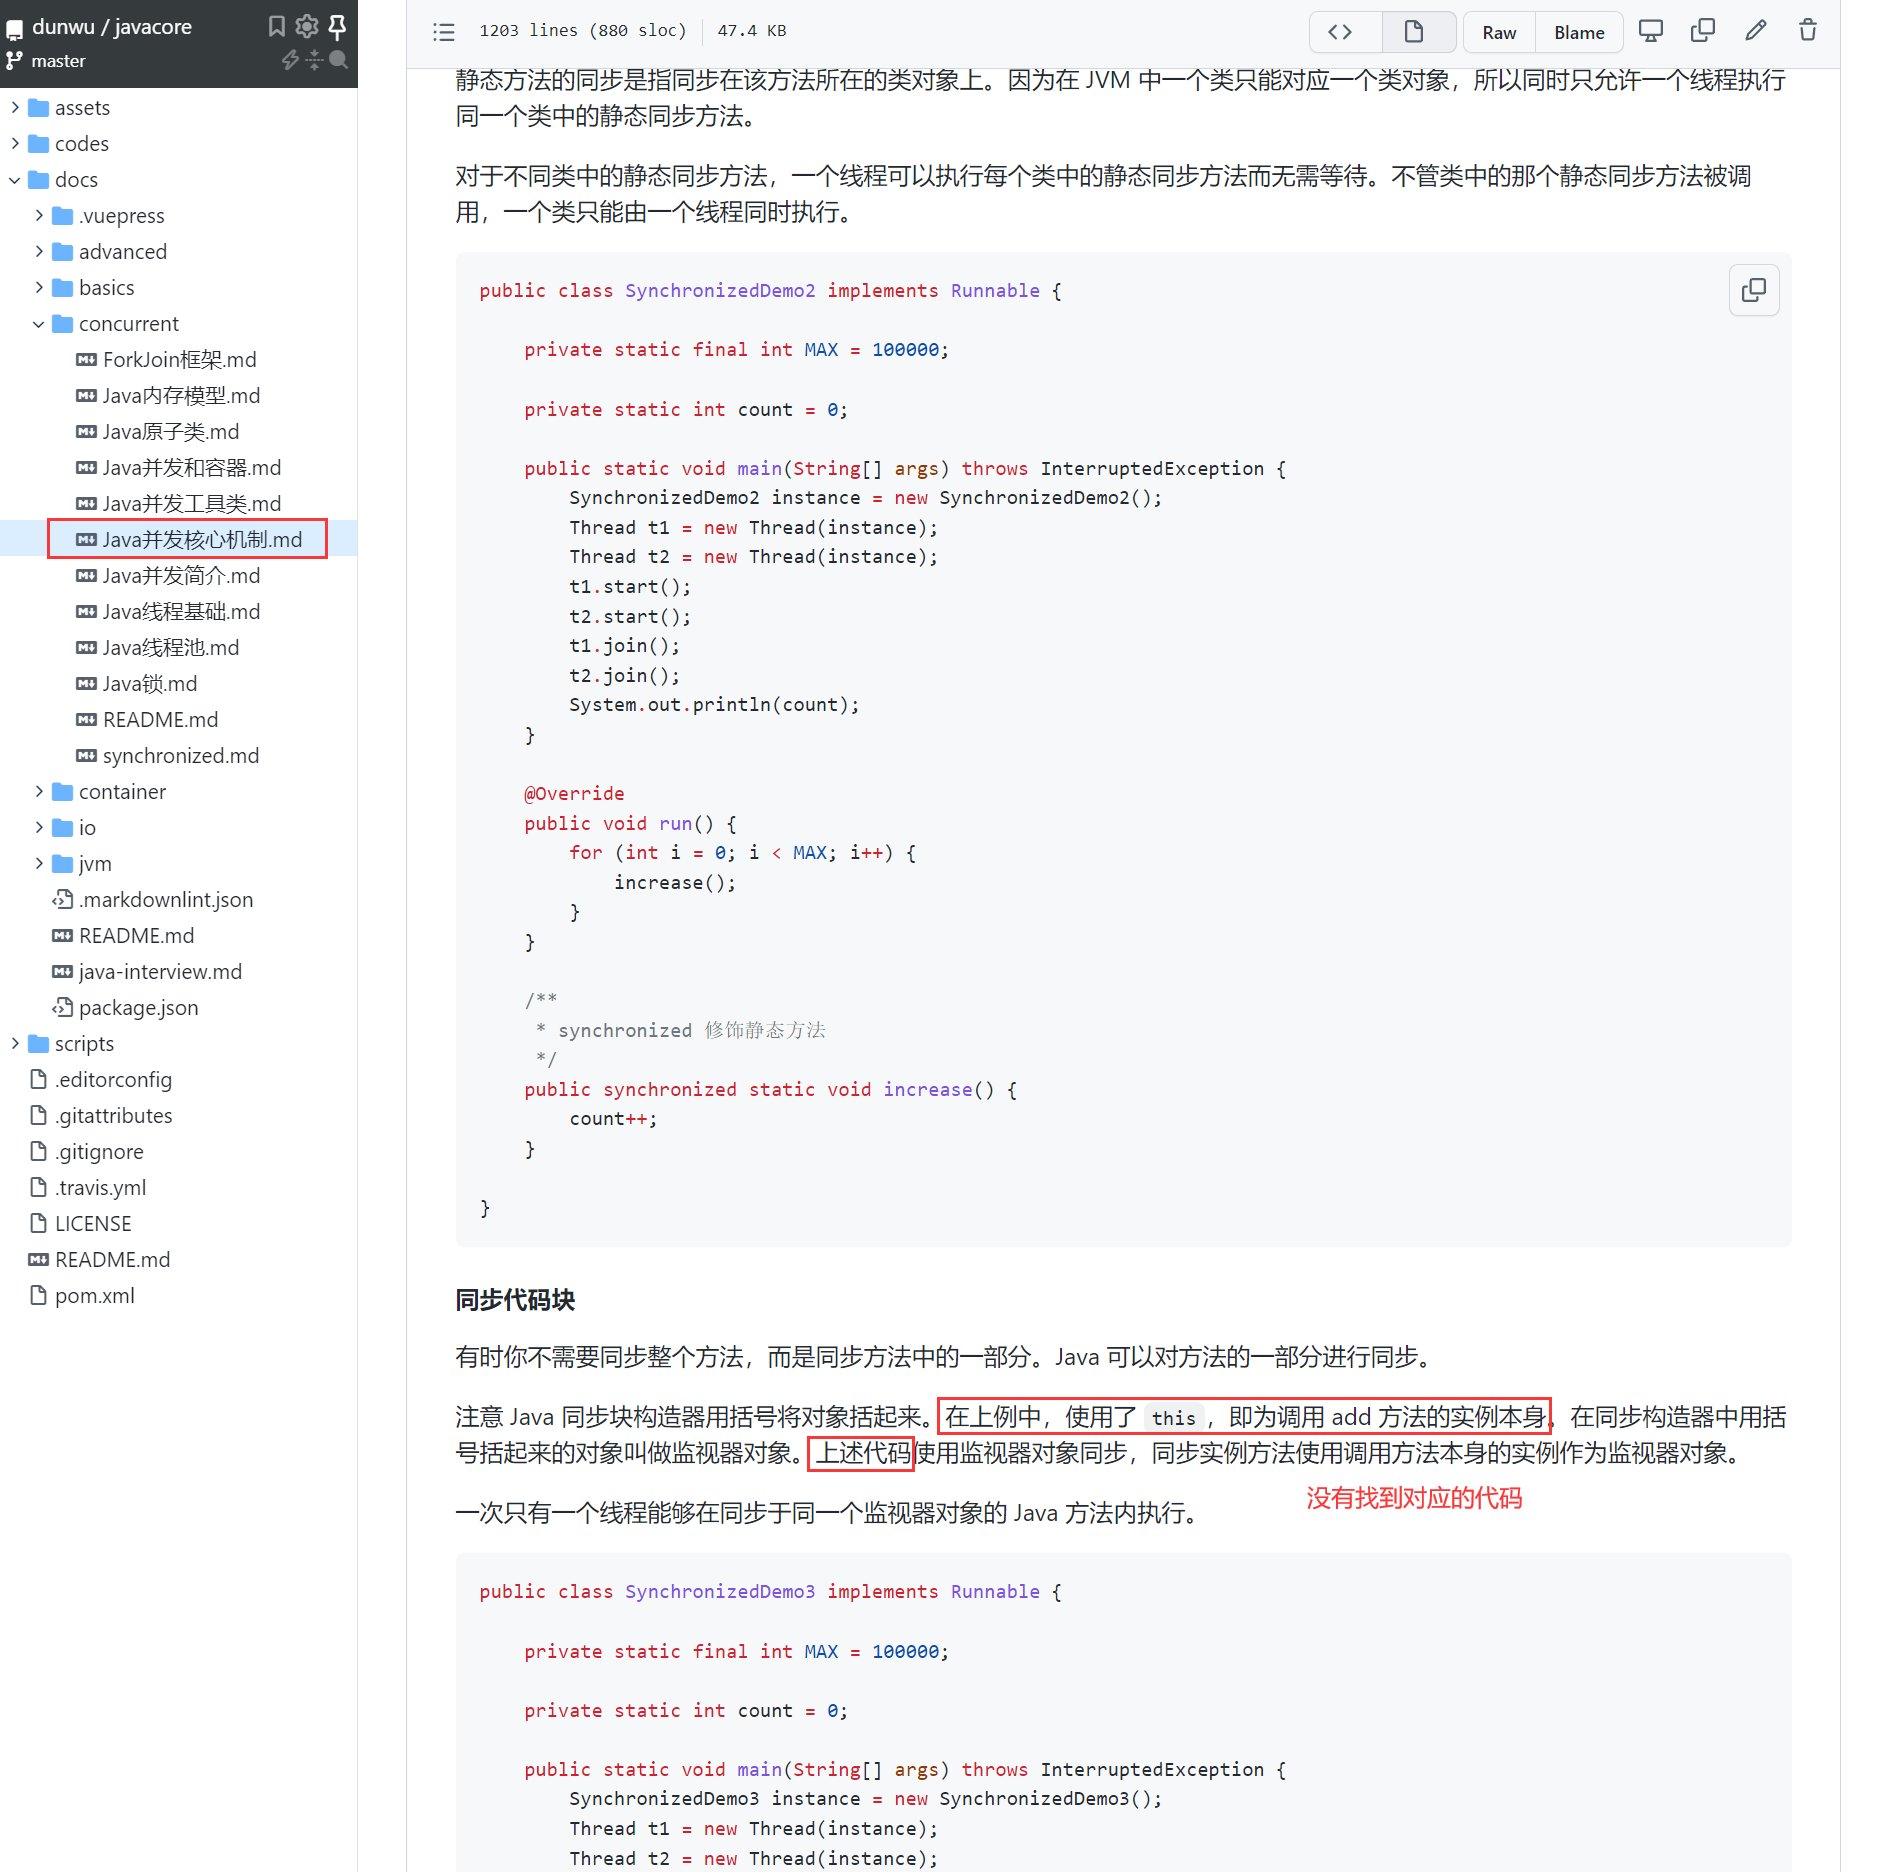 dunwu / javacore
master
assets
codes
docs
.vuepress
advanced
basics
concurrent
ForkJoin框架.md
Java内存模型.md
Java原子类.md
Java并发和容器.md
Java并发工具类.md
Java并发核心机制.md
Java并发简介.md
Java线程基础.md
Java线程池.md
Java锁.md
README.md
synchronized.md
container
io
jvm
.markdownlint.json
README.md
java-interview.md
package.json
scripts
.editorconfig
.gitattributes
.gitignore
.travis.yml
LICENSE
README.md
pom.xml
1203 lines (880 sloc) 47.4 KB
Raw Blame
静态方法的同步是指同步在该方法所在的类对象上。因为在 JVM 中一个类只能对应一个类对象，所以同时只允许一个线程执行
同一个类中的静态同步方法。
对于不同类中的静态同步方法，一个线程可以执行每个类中的静态同步方法而无需等待。不管类中的那个静态同步方法被调
用，一个类只能由一个线程同时执行。
public class SynchronizedDemo2 implements Runnable {
private static final int MAX = 100000;
private static int count = 0;
public static void main(String[] args) throws InterruptedException {
SynchronizedDemo2 instance = new SynchronizedDemo2();
Thread t1 = new Thread(instance);
Thread t2 = new Thread(instance);
t1.start();
t2.start();
t1.join();
t2.join();
System.out.println(count);
}
@Override
public void run() {
for (int i = 0; i < MAX; i++) {
increase();
}
}
/**
* synchronized 修饰静态方法
*/
public synchronized static void increase() {
count++;
}
}
同步代码块
有时你不需要同步整个方法，而是同步方法中的一部分。Java 可以对方法的一部分进行同步。
注意 Java 同步块构造器用括号将对象括起来。在上例中，使用了 this ，即为调用 add 方法的实例本身。在同步构造器中用括
号括起来的对象叫做监视器对象。上述代码使用监视器对象同步，同步实例方法使用调用方法本身的实例作为监视器对象。
没有找到对应的代码
一次只有一个线程能够在同步于同一个监视器对象的 Java 方法内执行。
public class SynchronizedDemo3 implements Runnable {
private static final int MAX = 100000;
private static int count = 0;
public static void main(String[] args) throws InterruptedException {
SynchronizedDemo3 instance = new SynchronizedDemo3();
Thread t1 = new Thread(instance);
Thread t2 = new Thread(instance);